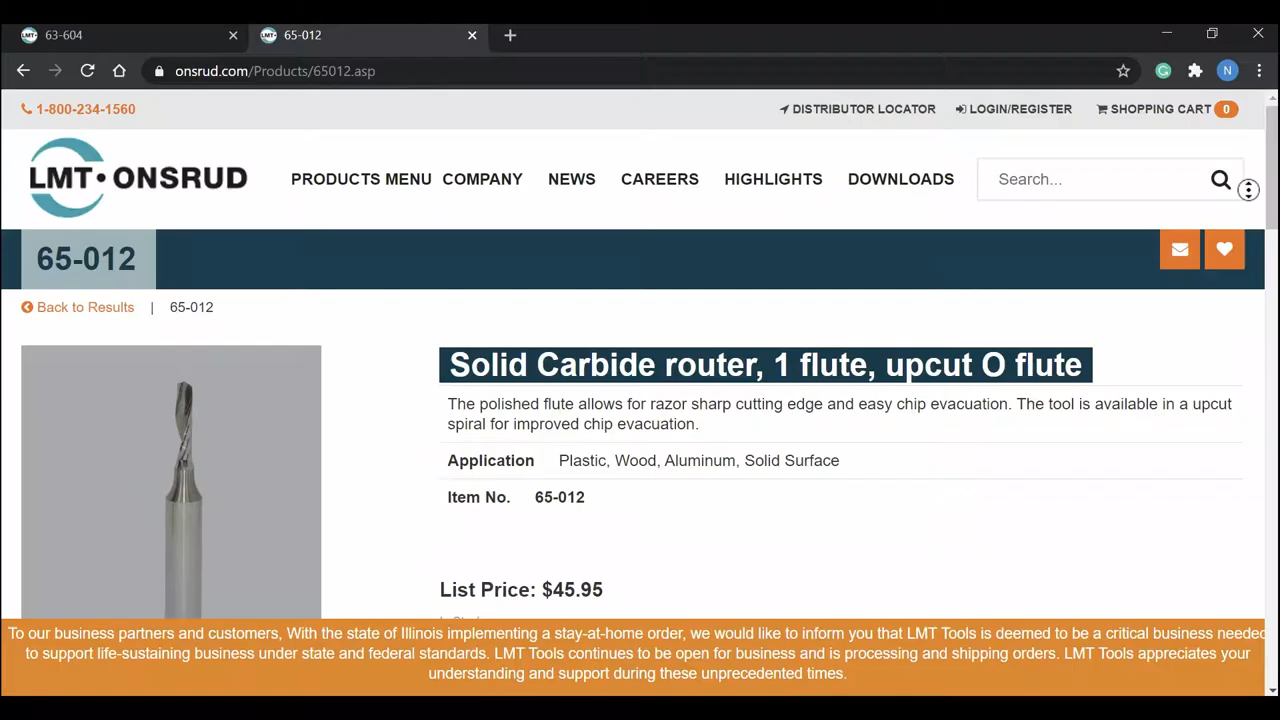 63-604
65-012
onsrud.com/Products/65012.asp
N
1-800-234-1560
DISTRIBUTOR LOCATOR
LOGIN/REGISTER
SHOPPING CART 0
LMT • ONSRUD
PRODUCTS MENU
COMPANY
NEWS
CAREERS
HIGHLIGHTS
DOWNLOADS
Search...
65-012
Back to Results | 65-012
Solid Carbide router, 1 flute, upcut O flute
The polished flute allows for razor sharp cutting edge and easy chip evacuation. The tool is available in a upcut
spiral for improved chip evacuation.
Application Plastic, Wood, Aluminum, Solid Surface
Item No. 65-012
List Price: $45.95
To our business partners and customers, With the state of Illinois implementing a stay-at-home order, we would like to inform you that LMT Tools is deemed to be a critical business needed
to support life-sustaining business under state and federal standards. LMT Tools continues to be open for business and is processing and shipping orders. LMT Tools appreciates your
understanding and support during these unprecedented times.